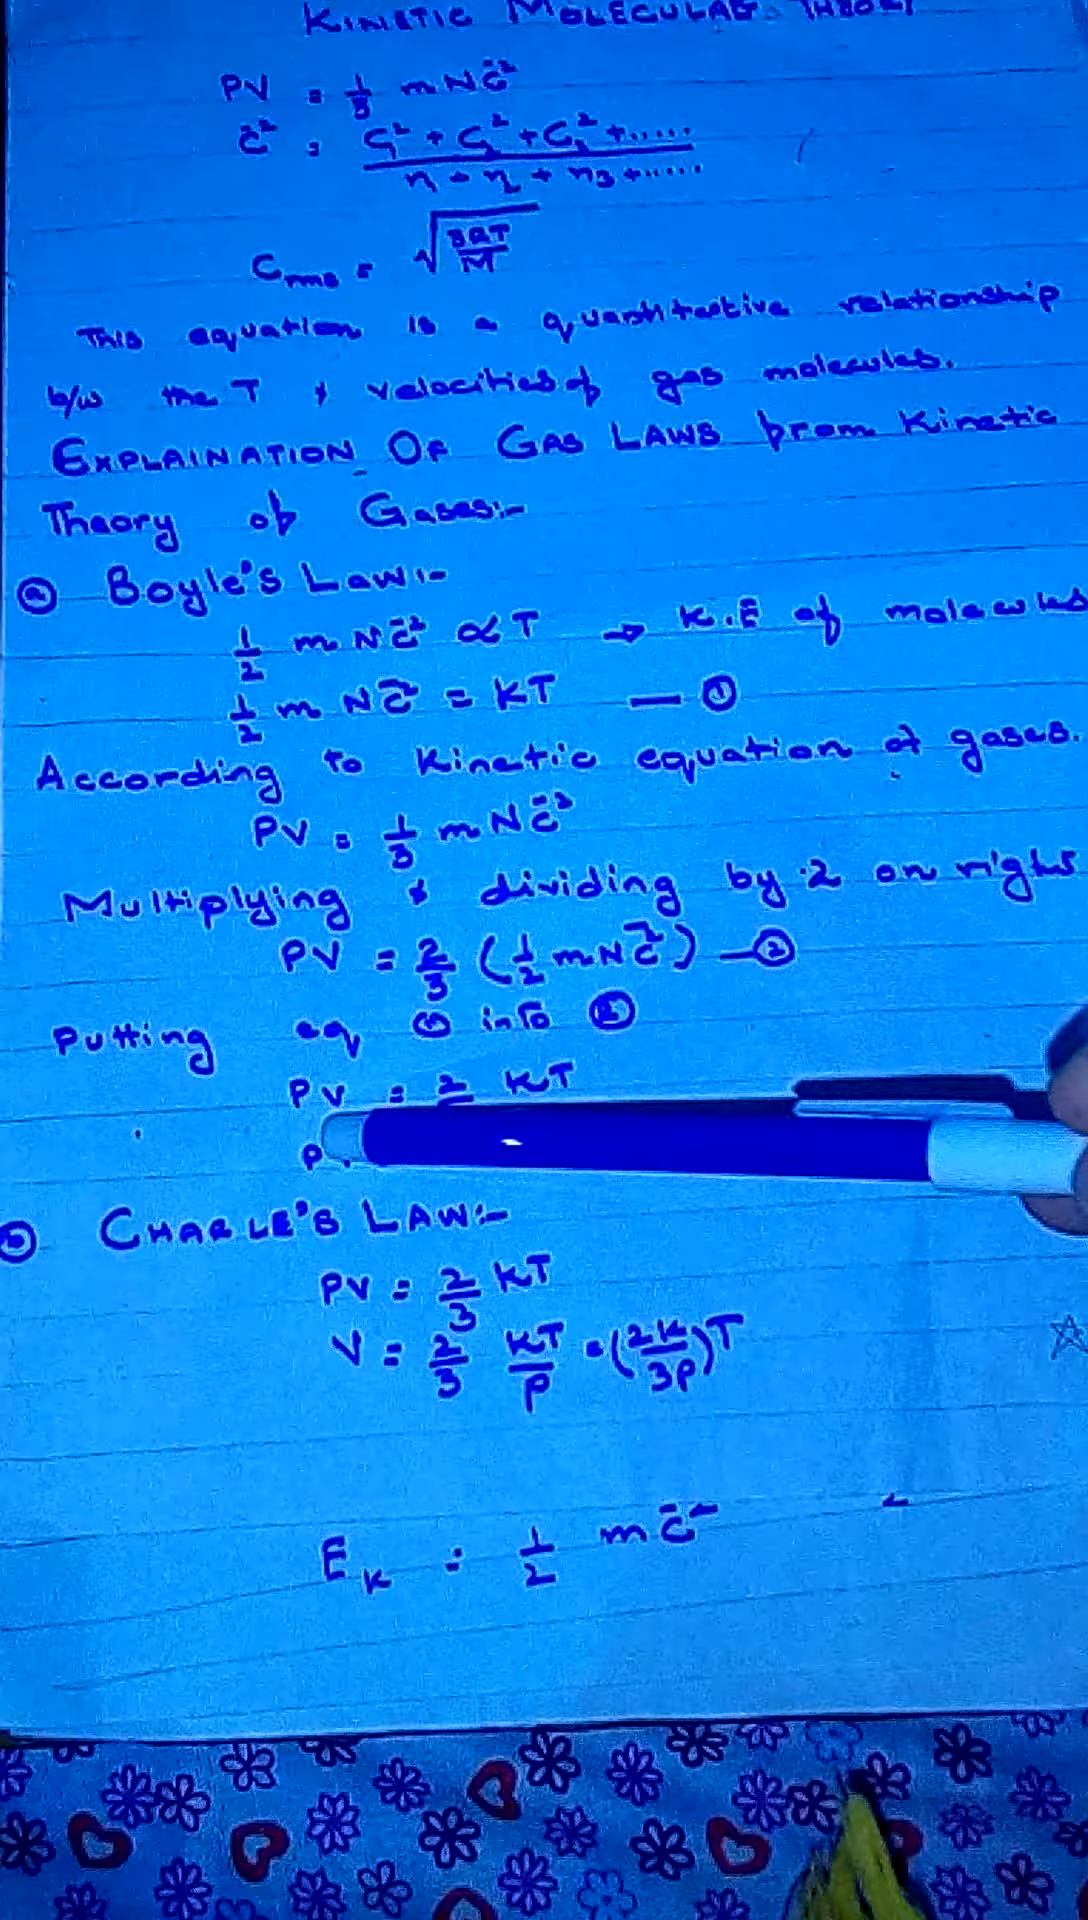 KINETIC MOLECULAR THEORY
PV = 1/3 mNc̄²
c̄² = C₁² + C₂² + C₃² + ...... / n₁ + n₂ + n₃ + ......
Crms = √3RT/M
This equation is a quantitative relationship
b/w the T & velocities of gas molecules.
EXPLAINATION OF GAS LAWS from Kinetic
Theory of Gases:-
ⓐ Boyle's Law:-
1/2 mNc̄² ∝ T → K.E of molecules
1/2 mNc̄² = KT — ①
According to Kinetic equation of gases.
PV = 1/3 mNc̄²
Multiplying & dividing by 2 on right
PV = 2/3 (1/2 mNc̄²) — ②
Putting eq ① into ②
PV = 2 KT
P
ⓑ CHARLE'S LAW:-
PV = 2/3 KT
V = 2/3 KT/P = (2K/3P)T
EK = 1/2 mc̄²